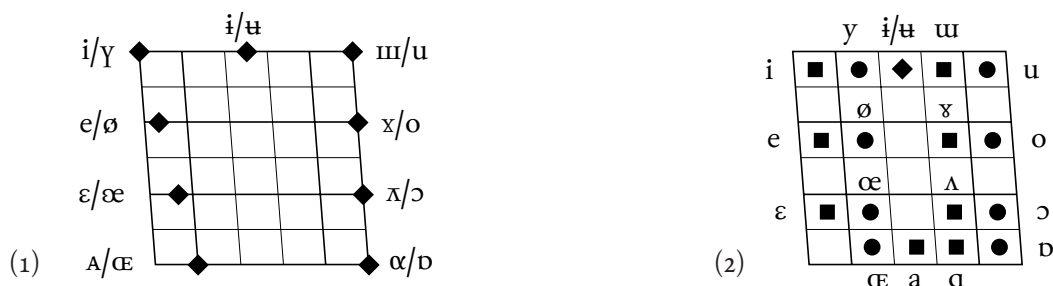 ɨ/ʉ
i/Y ш/u
e/ø x/o
ε/œ ⊼/ɔ
(1) ᴀ/ɶ α/ɒ
y ɨ/ʉ ɯ
i u
ø ɤ
e o
œ ʌ
ɛ ɔ
(2) ɒ
ɶ a ɑ